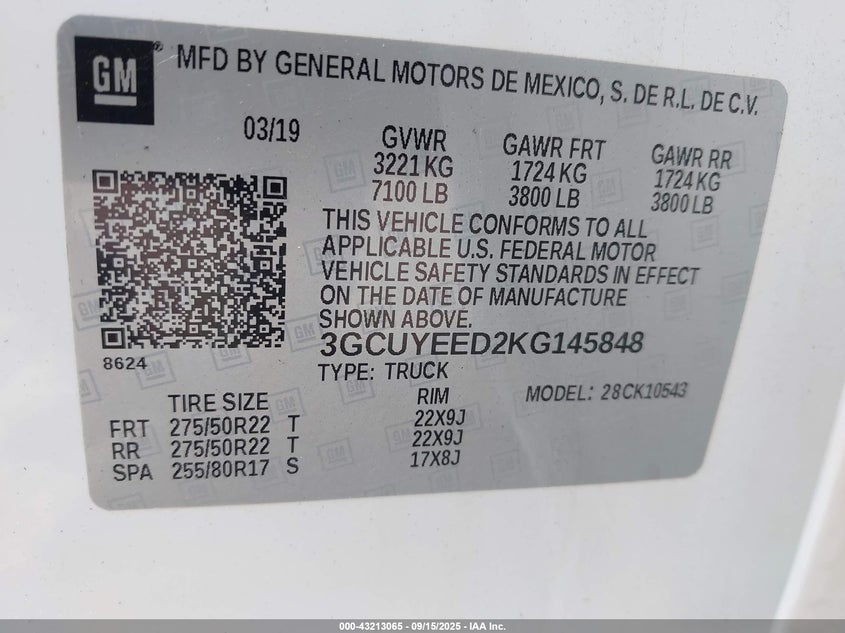 GM
®
MFD BY GENERAL MOTORS DE MEXICO, S. DE R.L. DE C.V.
03/19
GVWR
3221 KG
7100 LB
GAWR FRT
1724 KG
3800 LB
GAWR RR
1724 KG
3800 LB
THIS VEHICLE CONFORMS TO ALL
APPLICABLE U.S. FEDERAL MOTOR
VEHICLE SAFETY STANDARDS IN EFFECT
ON THE DATE OF MANUFACTURE
SHOWN ABOVE.
8624
3GCUYEED2KG145848
TYPE: TRUCK
MODEL: 28CK10543
TIRE SIZE RIM
FRT 275/50R22 T 22X9J
RR 275/50R22 T 22X9J
SPA 255/80R17 S 17X8J
000-43213065 - 09/15/2025 - IAA Inc.